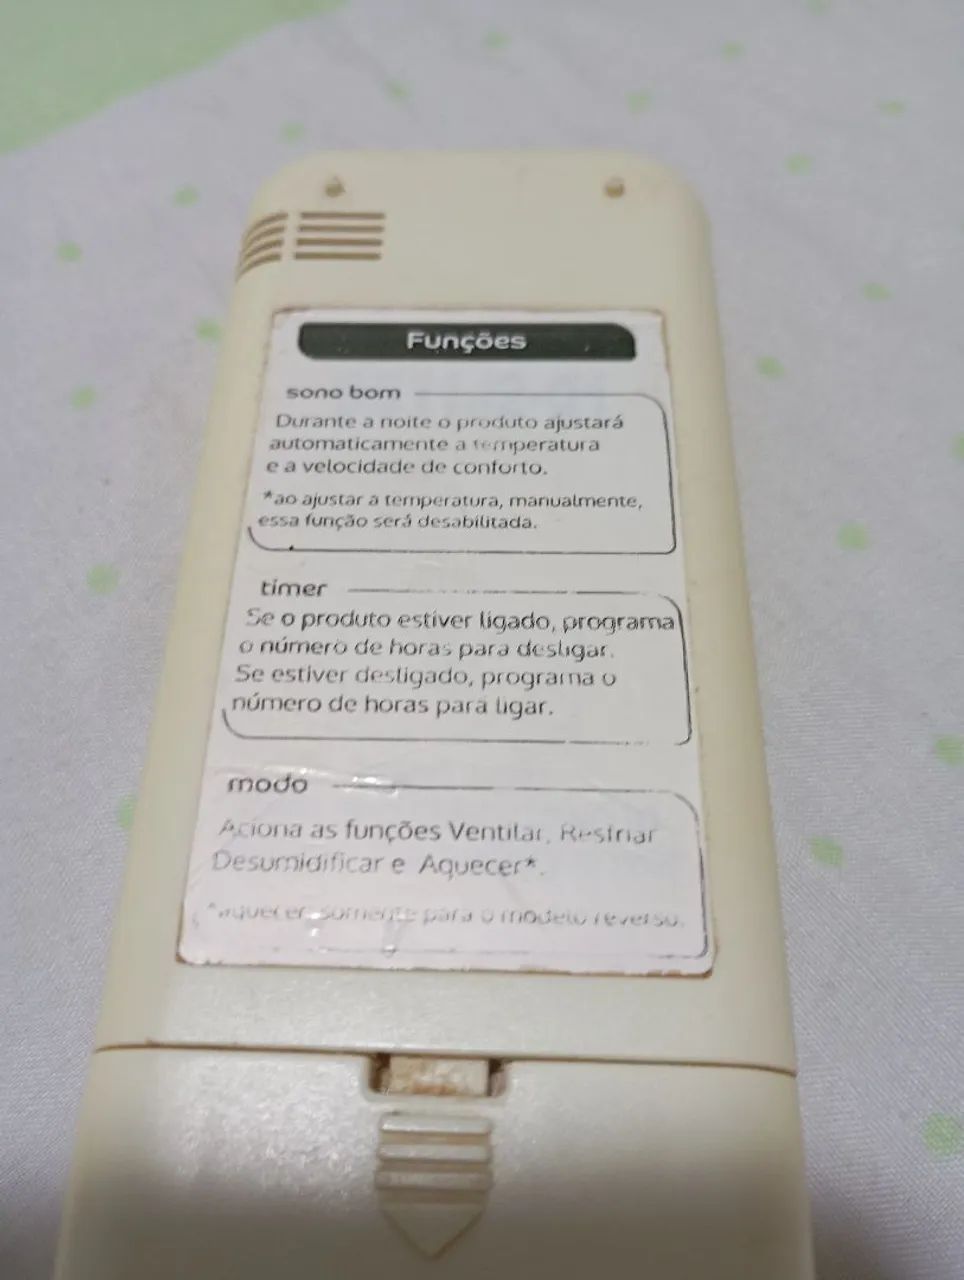 Funções
sono bom
Durante a noite o produto ajustará
automaticamente a temperatura
e a velocidade de conforto.
*ao ajustar a temperatura, manualmente,
essa função será desabilitada.
timer
Se o produto estiver ligado, programa
o número de horas para desligar.
Se estiver desligado, programa o
número de horas para ligar.
modo
Aciona as funções Ventilar, Resfriar
Desumidificar e Aquecer*.
*aquecer, somente para o modelo reverso.